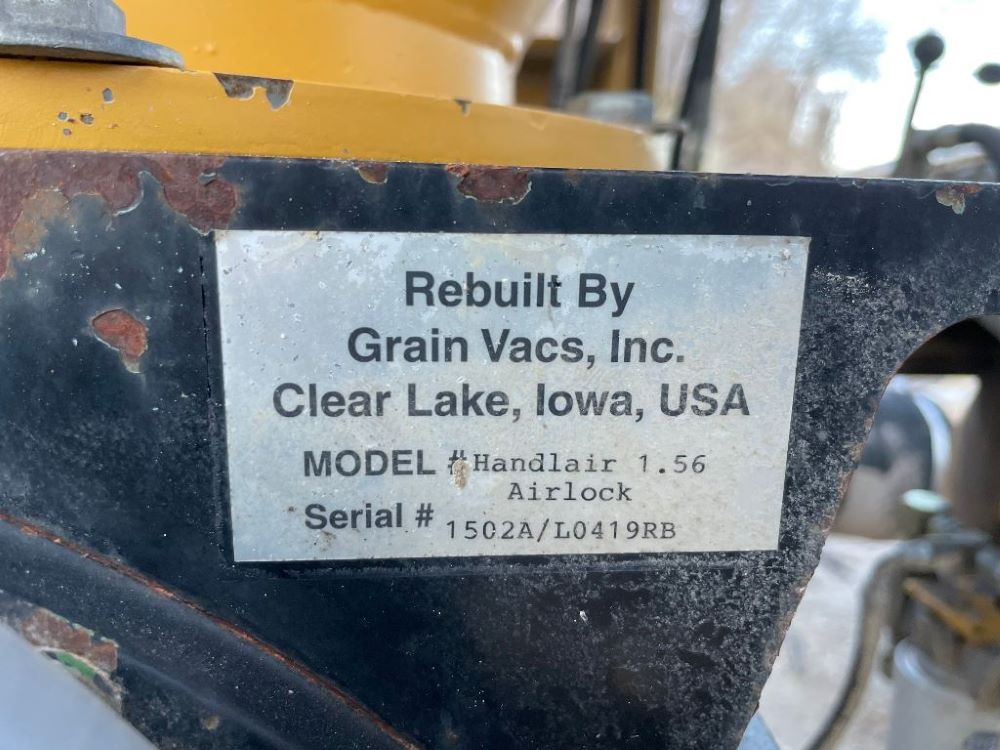 Rebuilt By
Grain Vacs, Inc.
Clear Lake, Iowa, USA
MODEL # Handlair 1.56
Airlock
Serial # 1502A/L0419RB